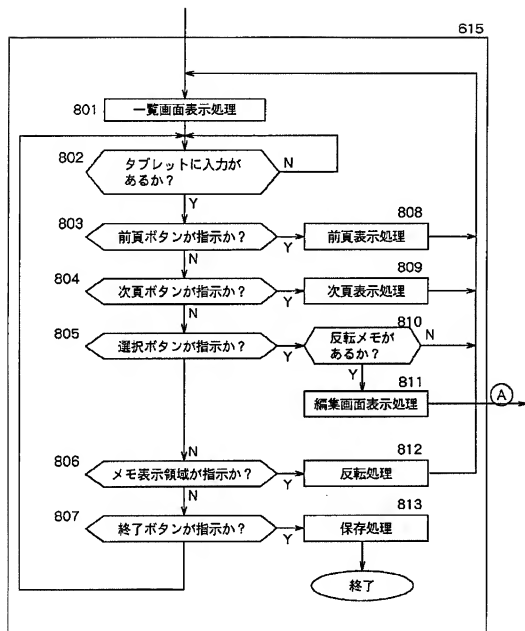 615
801
一覧画面表示処理
802
タブレットに入力が
あるか？
N
Y
803
前頁ボタンが指示か？
Y
N
808
前頁表示処理
804
次頁ボタンが指示か？
Y
N
809
次頁表示処理
805
選択ボタンが指示か？
Y
N
810
反転メモが
あるか？
N
Y
811
編集画面表示処理
A
806
メモ表示領域が指示か？
Y
N
812
反転処理
807
終了ボタンが指示か？
Y
813
保存処理
終了